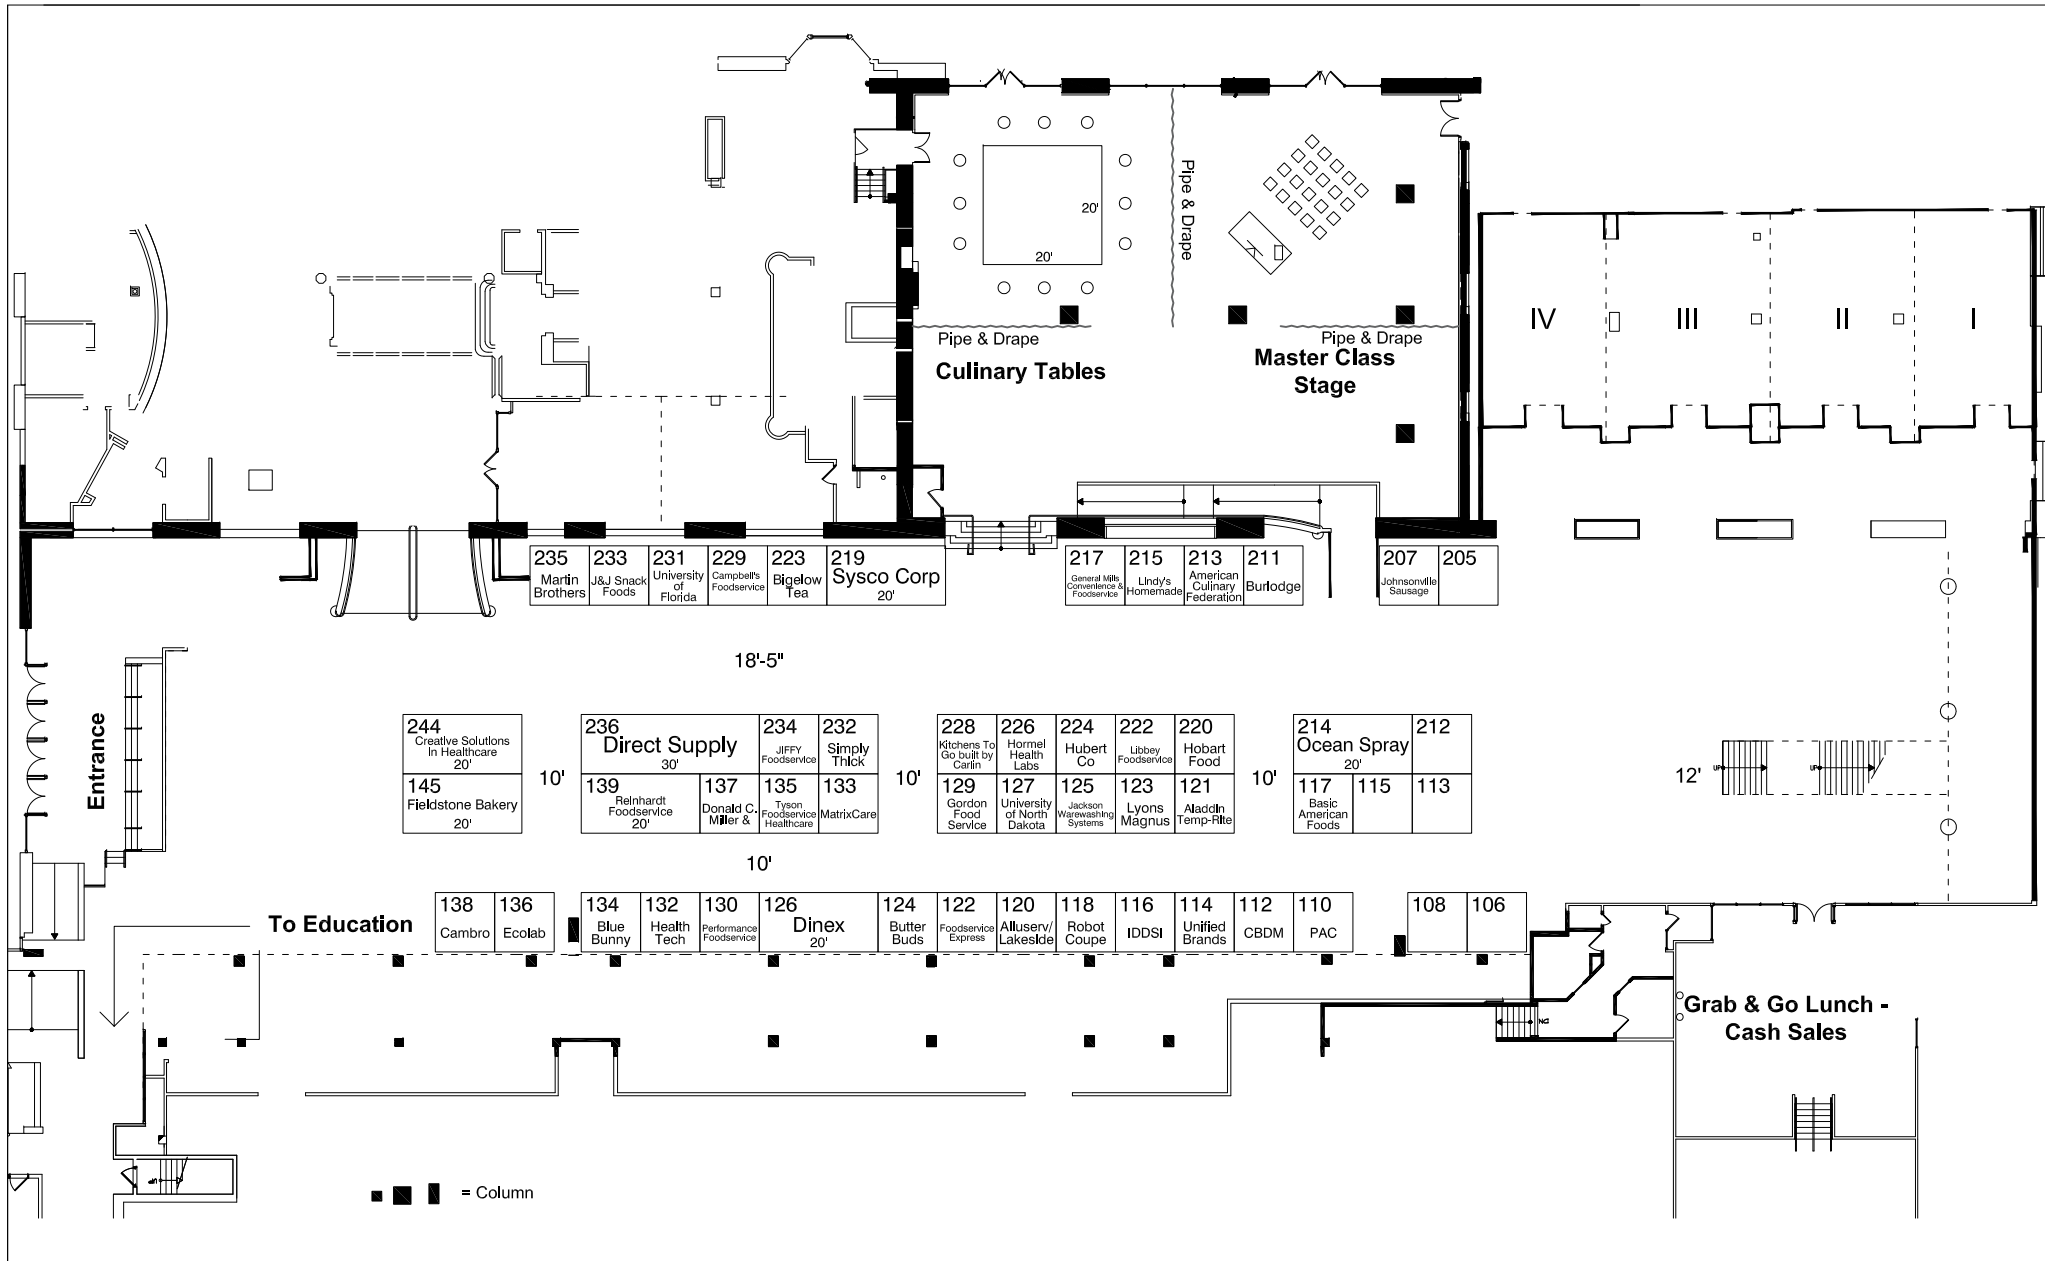 Pipe & Drape
20'
20'
Pipe & Drape
Culinary Tables
Pipe & Drape
Master Class
Stage
IV
III
II
I
235
Martin
Brothers
233
J&J Snack
Foods
231
University
of
Florida
229
Campbell's
Foodservice
223
Bigelow
Tea
219
Sysco Corp
20'
217
General Mills
Convenience &
Foodservice
215
Lindy's
Homemade
213
American
Culinary
Federation
211
Burlodge
207
Johnsonville
Sausage
205
18'-5"
Entrance
244
Creative Solutions
In Healthcare
20'
236
Direct Supply
30'
234
JIFFY
Foodservice
232
Simply
Thick
228
Kitchens To
Go built by
Carlin
226
Hormel
Health
Labs
224
Hubert
Co
222
Libbey
Foodservice
220
Hobart
Food
214
Ocean Spray
20'
212
10'
10'
10'
12'
UP
UP
145
Fieldstone Bakery
20'
139
Reinhardt
Foodservice
20'
137
Donald C.
Miller &
135
Tyson
Foodservice
Healthcare
133
MatrixCare
129
Gordon
Food
Service
127
University
of North
Dakota
125
Jackson
Warewashing
Systems
123
Lyons
Magnus
121
Aladdin
Temp-Rite
117
Basic
American
Foods
115
113
10'
To Education
138
Cambro
136
Ecolab
134
Blue
Bunny
132
Health
Tech
130
Performance
Foodservice
126
Dinex
20'
124
Butter
Buds
122
Foodservice
Express
120
Alluserv/
Lakeside
118
Robot
Coupe
116
IDDSI
114
Unified
Brands
112
CBDM
110
PAC
108
106
DN
Grab & Go Lunch -
Cash Sales
UP
= Column